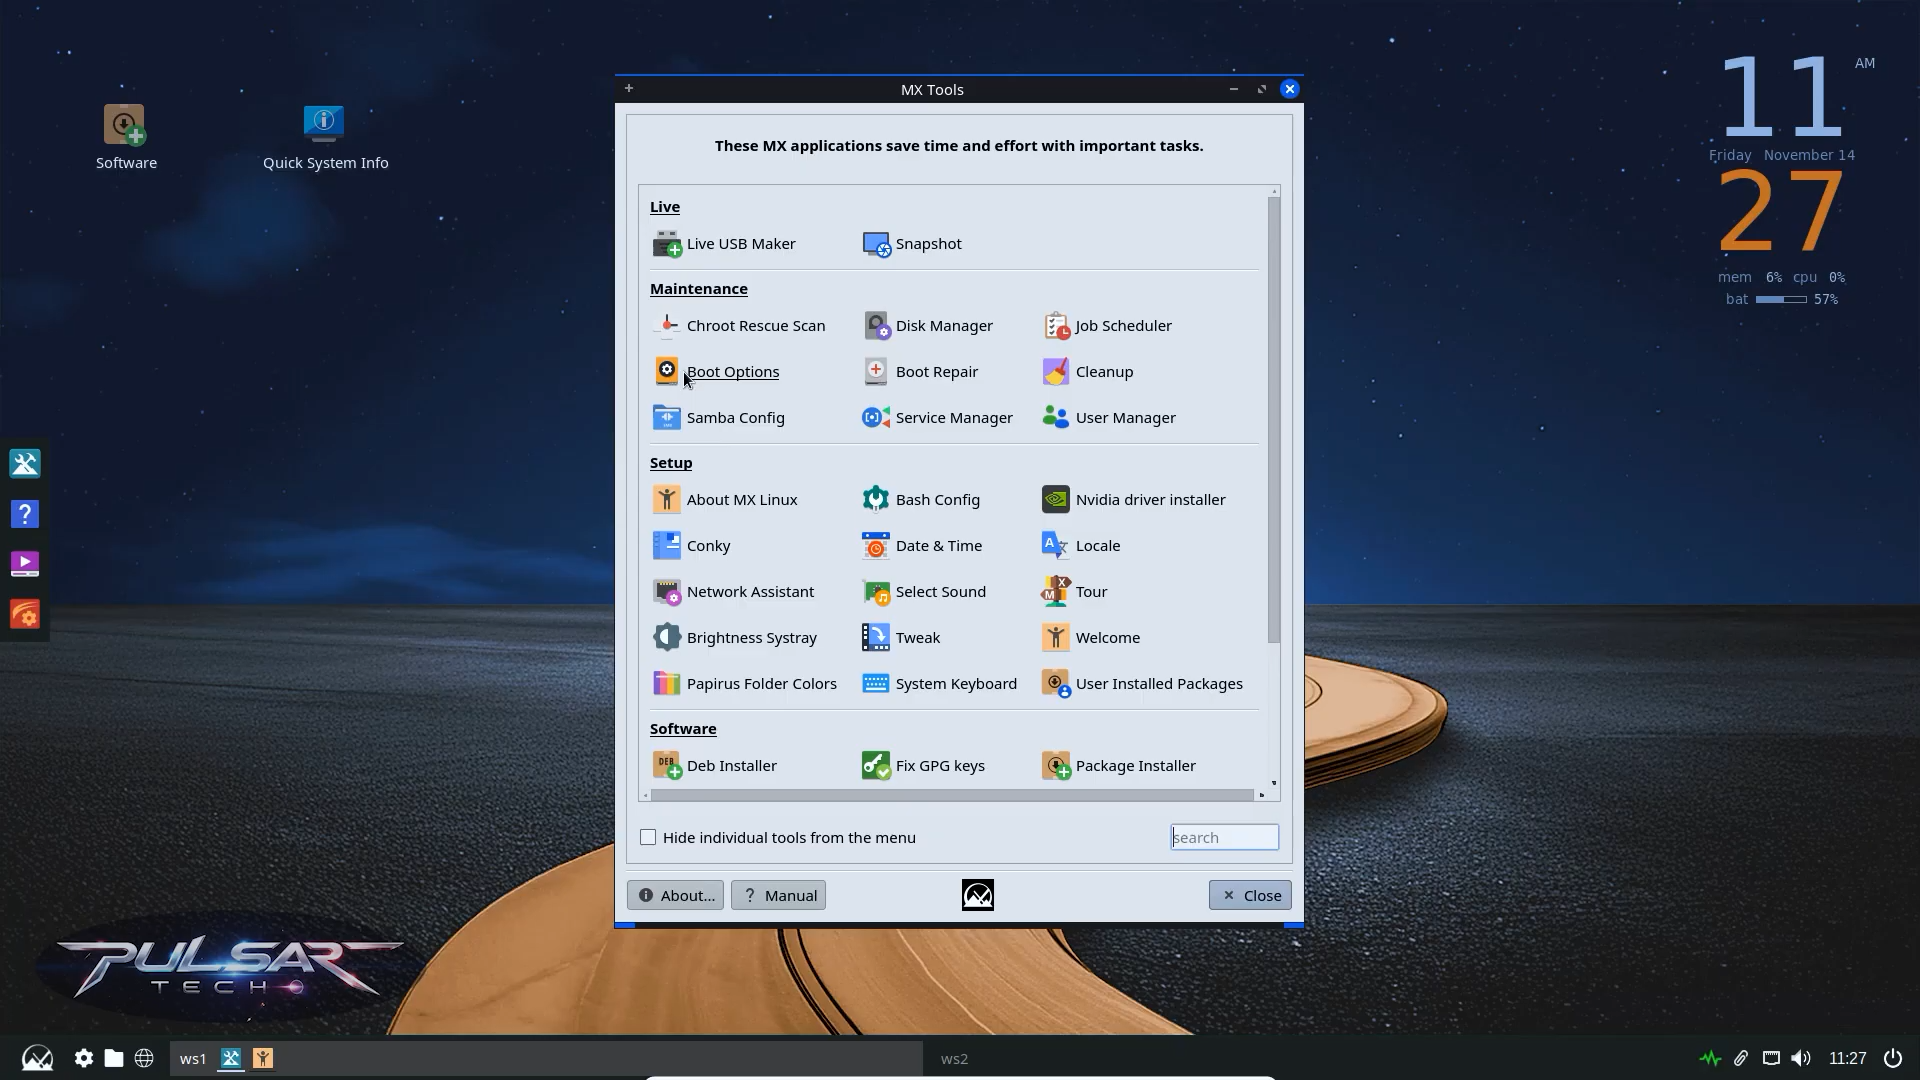 MX Tools
These MX applications save time and effort with important tasks.
Live
Live USB Maker
Snapshot
Maintenance
Chroot Rescue Scan
Disk Manager
Job Scheduler
Boot Options
Boot Repair
Cleanup
Samba Config
Service Manager
User Manager
Setup
About MX Linux
Bash Config
Nvidia driver installer
Conky
Date & Time
Locale
Network Assistant
Select Sound
Tour
Brightness Systray
Tweak
Welcome
Papirus Folder Colors
System Keyboard
User Installed Packages
Software
Deb Installer
Fix GPG keys
Package Installer
Hide individual tools from the menu
search
About...
? Manual
Close
Software
Quick System Info
11 AM
Friday November 14
27
mem 6% cpu 0%
bat 57%
PULSAR
TECH
ws1
ws2
11:27